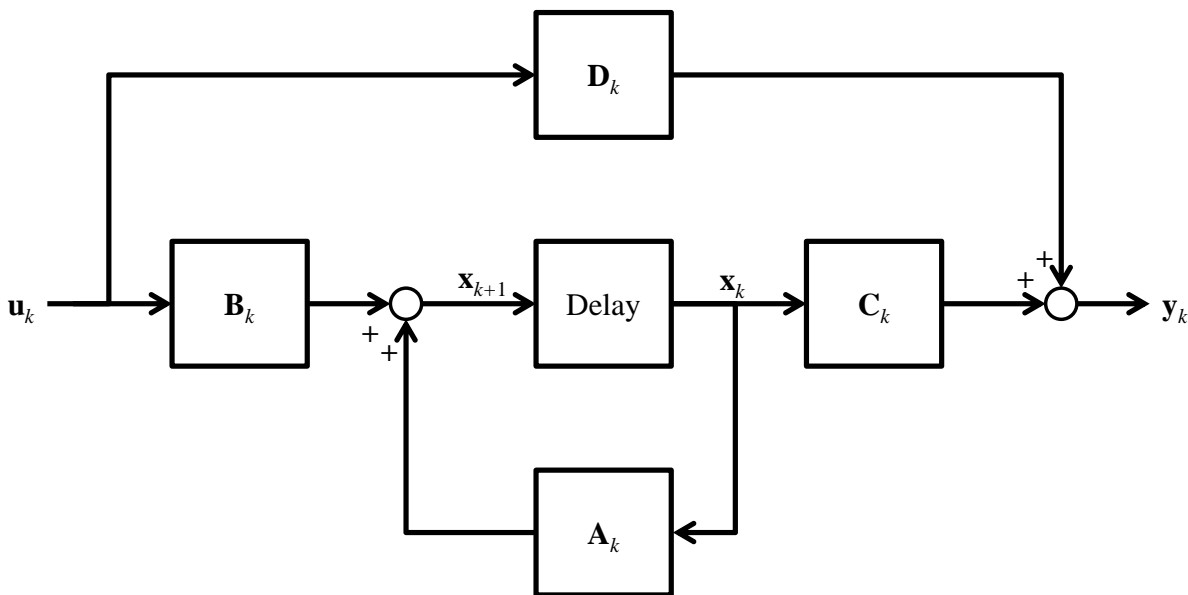 D_k
+
u_k
B_k
+
+
x_{k+1}
Delay
x_k
C_k
+
y_k
A_k